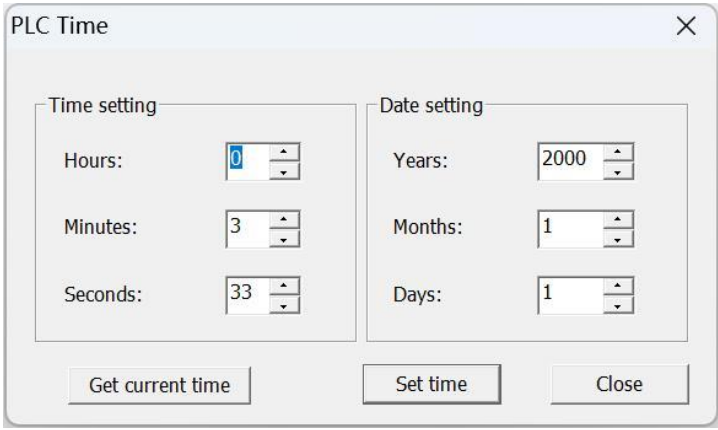 PLC Time
Time setting
Date setting
Hours: 0
Years: 2000
Minutes: 3
Months: 1
Seconds: 33
Days: 1
Get current time
Set time
Close